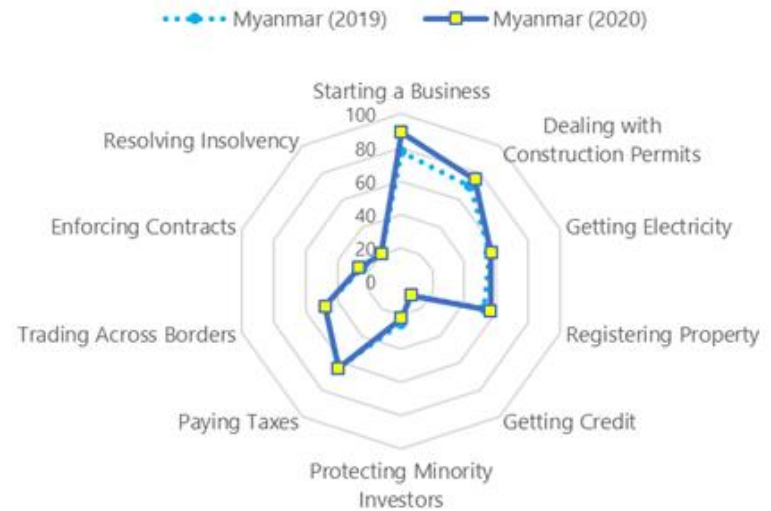 Myanmar (2019)
Myanmar (2020)
Starting a Business
100
80
60
40
20
0
Dealing with
Construction Permits
Getting Electricity
Registering Property
Getting Credit
Protecting Minority
Investors
Paying Taxes
Trading Across Borders
Enforcing Contracts
Resolving Insolvency